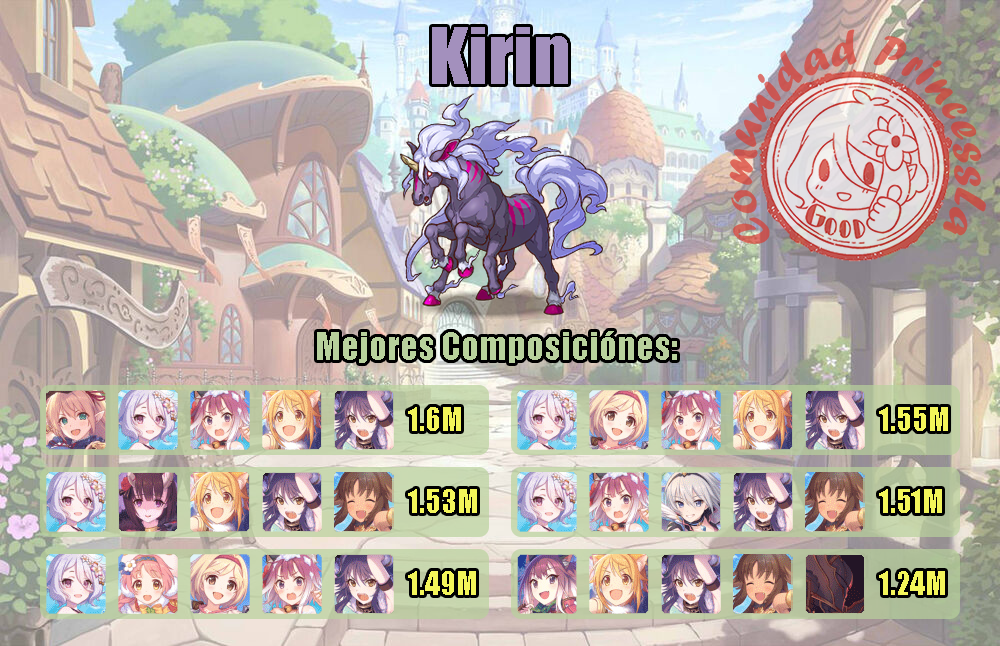 Kirin
Comunidad Princessla
GOOD
Mejores Composiciónes:
1.6M
1.55M
1.53M
1.51M
1.49M
1.24M